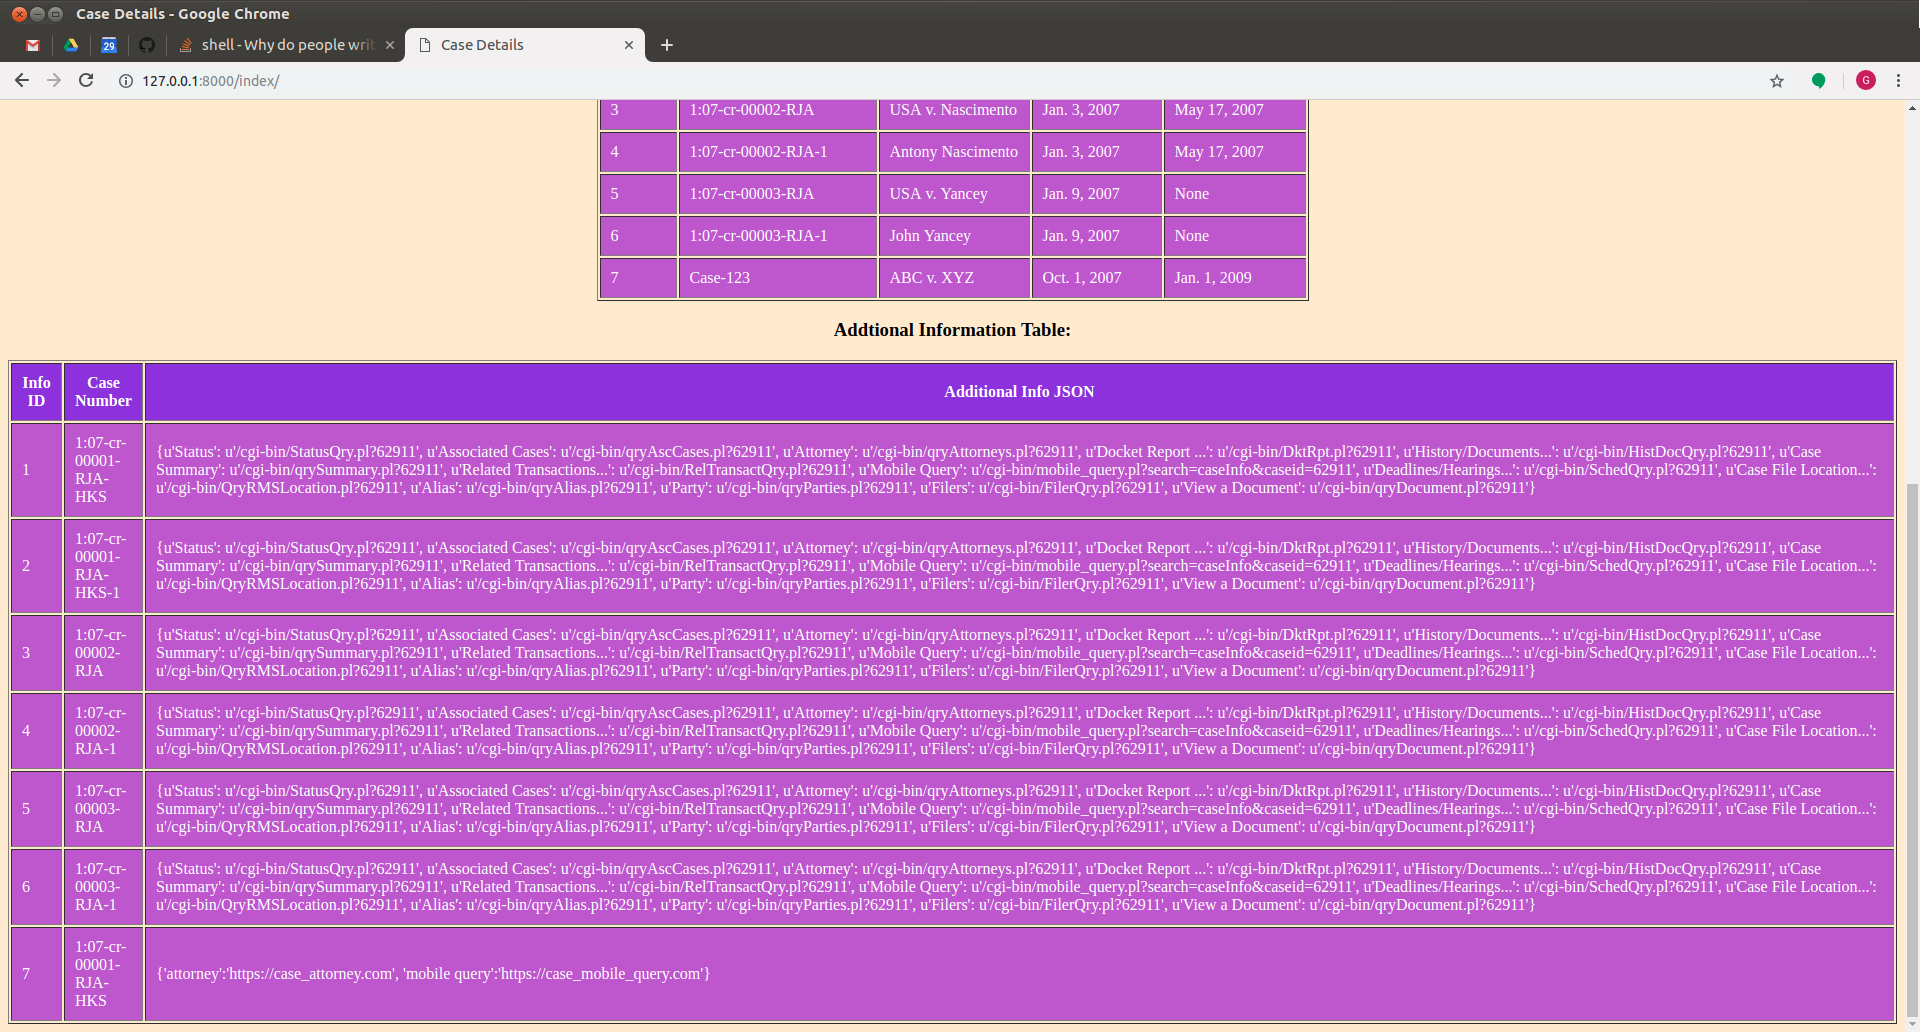 Case Details - Google Chrome
29
shell - Why do people writ
Case Details
127.0.0.1:8000/index/
G
3 1:07-cr-00002-RJA USA v. Nascimento Jan. 3, 2007 May 17, 2007
4 1:07-cr-00002-RJA-1 Antony Nascimento Jan. 3, 2007 May 17, 2007
5 1:07-cr-00003-RJA USA v. Yancey Jan. 9, 2007 None
6 1:07-cr-00003-RJA-1 John Yancey Jan. 9, 2007 None
7 Case-123 ABC v. XYZ Oct. 1, 2007 Jan. 1, 2009
Addtional Information Table:
Info
ID
Case
Number
Additional Info JSON
1
1:07-cr-
00001-
RJA-
HKS
{u'Status': u'/cgi-bin/StatusQry.pl?62911', u'Associated Cases': u'/cgi-bin/qryAscCases.pl?62911', u'Attorney': u'/cgi-bin/qryAttorneys.pl?62911', u'Docket Report ...': u'/cgi-bin/DktRpt.pl?62911', u'History/Documents...': u'/cgi-bin/HistDocQry.pl?62911', u'Case
Summary': u'/cgi-bin/qrySummary.pl?62911', u'Related Transactions...': u'/cgi-bin/RelTransactQry.pl?62911', u'Mobile Query': u'/cgi-bin/mobile_query.pl?search=caseInfo&caseid=62911', u'Deadlines/Hearings...': u'/cgi-bin/SchedQry.pl?62911', u'Case File Location...':
u'/cgi-bin/QryRMSLocation.pl?62911', u'Alias': u'/cgi-bin/qryAlias.pl?62911', u'Party': u'/cgi-bin/qryParties.pl?62911', u'Filers': u'/cgi-bin/FilerQry.pl?62911', u'View a Document': u'/cgi-bin/qryDocument.pl?62911'}
2
1:07-cr-
00001-
RJA-
HKS-1
{u'Status': u'/cgi-bin/StatusQry.pl?62911', u'Associated Cases': u'/cgi-bin/qryAscCases.pl?62911', u'Attorney': u'/cgi-bin/qryAttorneys.pl?62911', u'Docket Report ...': u'/cgi-bin/DktRpt.pl?62911', u'History/Documents...': u'/cgi-bin/HistDocQry.pl?62911', u'Case
Summary': u'/cgi-bin/qrySummary.pl?62911', u'Related Transactions...': u'/cgi-bin/RelTransactQry.pl?62911', u'Mobile Query': u'/cgi-bin/mobile_query.pl?search=caseInfo&caseid=62911', u'Deadlines/Hearings...': u'/cgi-bin/SchedQry.pl?62911', u'Case File Location...':
u'/cgi-bin/QryRMSLocation.pl?62911', u'Alias': u'/cgi-bin/qryAlias.pl?62911', u'Party': u'/cgi-bin/qryParties.pl?62911', u'Filers': u'/cgi-bin/FilerQry.pl?62911', u'View a Document': u'/cgi-bin/qryDocument.pl?62911'}
3
1:07-cr-
00002-
RJA
{u'Status': u'/cgi-bin/StatusQry.pl?62911', u'Associated Cases': u'/cgi-bin/qryAscCases.pl?62911', u'Attorney': u'/cgi-bin/qryAttorneys.pl?62911', u'Docket Report ...': u'/cgi-bin/DktRpt.pl?62911', u'History/Documents...': u'/cgi-bin/HistDocQry.pl?62911', u'Case
Summary': u'/cgi-bin/qrySummary.pl?62911', u'Related Transactions...': u'/cgi-bin/RelTransactQry.pl?62911', u'Mobile Query': u'/cgi-bin/mobile_query.pl?search=caseInfo&caseid=62911', u'Deadlines/Hearings...': u'/cgi-bin/SchedQry.pl?62911', u'Case File Location...':
u'/cgi-bin/QryRMSLocation.pl?62911', u'Alias': u'/cgi-bin/qryAlias.pl?62911', u'Party': u'/cgi-bin/qryParties.pl?62911', u'Filers': u'/cgi-bin/FilerQry.pl?62911', u'View a Document': u'/cgi-bin/qryDocument.pl?62911'}
4
1:07-cr-
00002-
RJA-1
{u'Status': u'/cgi-bin/StatusQry.pl?62911', u'Associated Cases': u'/cgi-bin/qryAscCases.pl?62911', u'Attorney': u'/cgi-bin/qryAttorneys.pl?62911', u'Docket Report ...': u'/cgi-bin/DktRpt.pl?62911', u'History/Documents...': u'/cgi-bin/HistDocQry.pl?62911', u'Case
Summary': u'/cgi-bin/qrySummary.pl?62911', u'Related Transactions...': u'/cgi-bin/RelTransactQry.pl?62911', u'Mobile Query': u'/cgi-bin/mobile_query.pl?search=caseInfo&caseid=62911', u'Deadlines/Hearings...': u'/cgi-bin/SchedQry.pl?62911', u'Case File Location...':
u'/cgi-bin/QryRMSLocation.pl?62911', u'Alias': u'/cgi-bin/qryAlias.pl?62911', u'Party': u'/cgi-bin/qryParties.pl?62911', u'Filers': u'/cgi-bin/FilerQry.pl?62911', u'View a Document': u'/cgi-bin/qryDocument.pl?62911'}
5
1:07-cr-
00003-
RJA
{u'Status': u'/cgi-bin/StatusQry.pl?62911', u'Associated Cases': u'/cgi-bin/qryAscCases.pl?62911', u'Attorney': u'/cgi-bin/qryAttorneys.pl?62911', u'Docket Report ...': u'/cgi-bin/DktRpt.pl?62911', u'History/Documents...': u'/cgi-bin/HistDocQry.pl?62911', u'Case
Summary': u'/cgi-bin/qrySummary.pl?62911', u'Related Transactions...': u'/cgi-bin/RelTransactQry.pl?62911', u'Mobile Query': u'/cgi-bin/mobile_query.pl?search=caseInfo&caseid=62911', u'Deadlines/Hearings...': u'/cgi-bin/SchedQry.pl?62911', u'Case File Location...':
u'/cgi-bin/QryRMSLocation.pl?62911', u'Alias': u'/cgi-bin/qryAlias.pl?62911', u'Party': u'/cgi-bin/qryParties.pl?62911', u'Filers': u'/cgi-bin/FilerQry.pl?62911', u'View a Document': u'/cgi-bin/qryDocument.pl?62911'}
6
1:07-cr-
00003-
RJA-1
{u'Status': u'/cgi-bin/StatusQry.pl?62911', u'Associated Cases': u'/cgi-bin/qryAscCases.pl?62911', u'Attorney': u'/cgi-bin/qryAttorneys.pl?62911', u'Docket Report ...': u'/cgi-bin/DktRpt.pl?62911', u'History/Documents...': u'/cgi-bin/HistDocQry.pl?62911', u'Case
Summary': u'/cgi-bin/qrySummary.pl?62911', u'Related Transactions...': u'/cgi-bin/RelTransactQry.pl?62911', u'Mobile Query': u'/cgi-bin/mobile_query.pl?search=caseInfo&caseid=62911', u'Deadlines/Hearings...': u'/cgi-bin/SchedQry.pl?62911', u'Case File Location...':
u'/cgi-bin/QryRMSLocation.pl?62911', u'Alias': u'/cgi-bin/qryAlias.pl?62911', u'Party': u'/cgi-bin/qryParties.pl?62911', u'Filers': u'/cgi-bin/FilerQry.pl?62911', u'View a Document': u'/cgi-bin/qryDocument.pl?62911'}
7
1:07-cr-
00001-
RJA-
HKS
{'attorney':'https://case_attorney.com', 'mobile query':'https://case_mobile_query.com'}